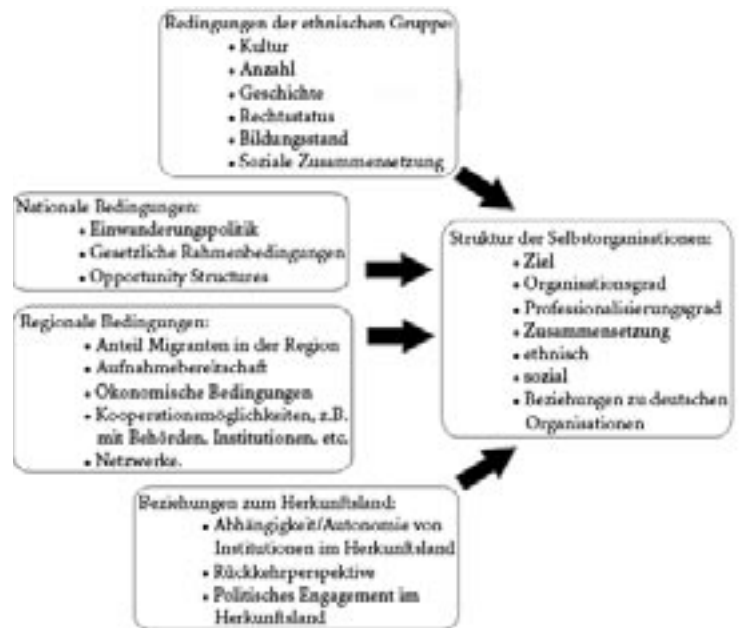 Bedingungen der ethnischen Gruppe:
• Kultur
• Anzahl
• Geschichte
• Rechtsstatus
• Bildungsstand
• Soziale Zusammensetzung
Nationale Bedingungen:
• Einwanderungspolitik
• Gesetzliche Rahmenbedingungen
• Opportunity Structures
Regionale Bedingungen:
• Anteil Migranten in der Region
• Aufnahmebereitschaft
• Ökonomische Bedingungen
• Kooperationsmöglichkeiten, z.B.
mit Behörden, Institutionen, etc.
• Netzwerke.
Struktur der Selbstorganisationen:
• Ziel
• Organisationsgrad
• Professionalisierungsgrad
• Zusammensetzung
• ethnisch
• sozial
• Beziehungen zu deutschen
Organisationen
Beziehungen zum Herkunftsland:
• Abhängigkeit/Autonomie von
Institutionen im Herkunftsland
• Rückkehrperspektive
• Politisches Engagement im
Herkunftsland